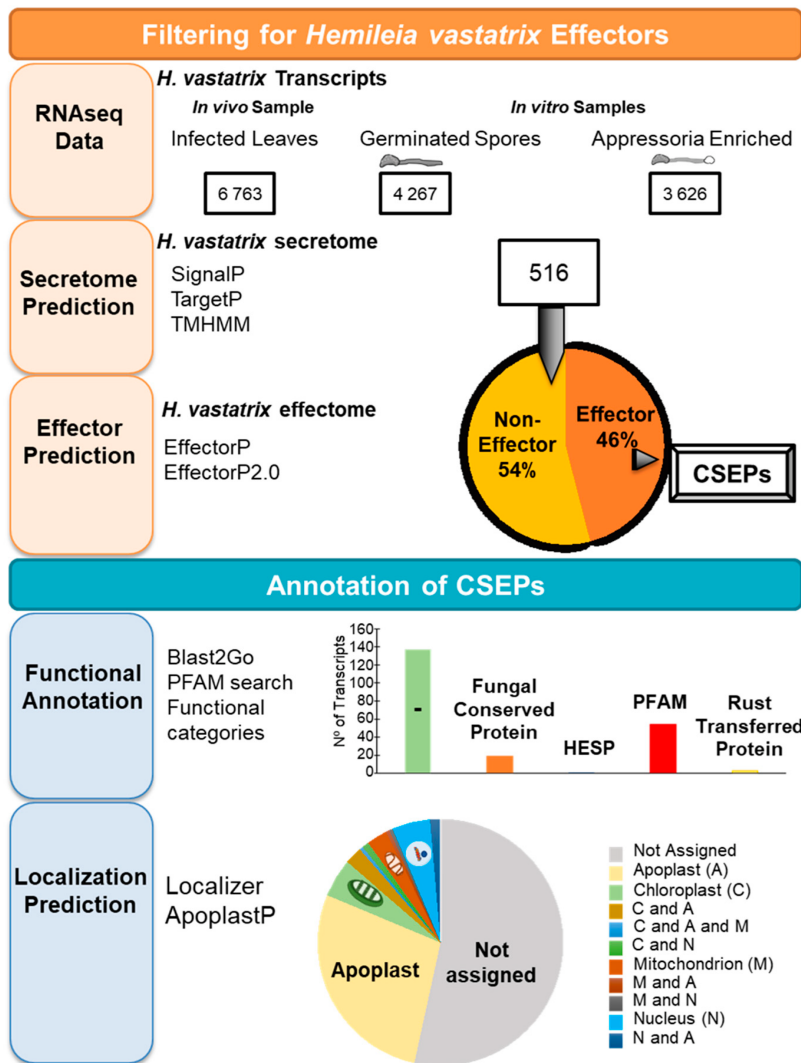 Filtering for Hemileia vastatrix Effectors
RNAseq
Data
H. vastatrix Transcripts
In vivo Sample
In vitro Samples
Infected Leaves
Germinated Spores
Appressoria Enriched
6 763
4 267
3 626
Secretome
Prediction
H. vastatrix secretome
SignalP
TargetP
TMHMM
516
Effector
Prediction
H. vastatrix effectome
EffectorP
EffectorP2.0
Non-
Effector
54%
Effector
46%
CSEPs
Annotation of CSEPs
Functional
Annotation
Blast2Go
PFAM search
Functional
categories
Nº of Transcripts
160
140
120
100
80
60
40
20
0
-
Fungal
Conserved
Protein
HESP
PFAM
Rust
Transferred
Protein
Localization
Prediction
Localizer
ApoplastP
Apoplast
Not
assigned
Not Assigned
Apoplast (A)
Chloroplast (C)
C and A
C and A and M
C and N
Mitochondrion (M)
M and A
M and N
Nucleus (N)
N and A